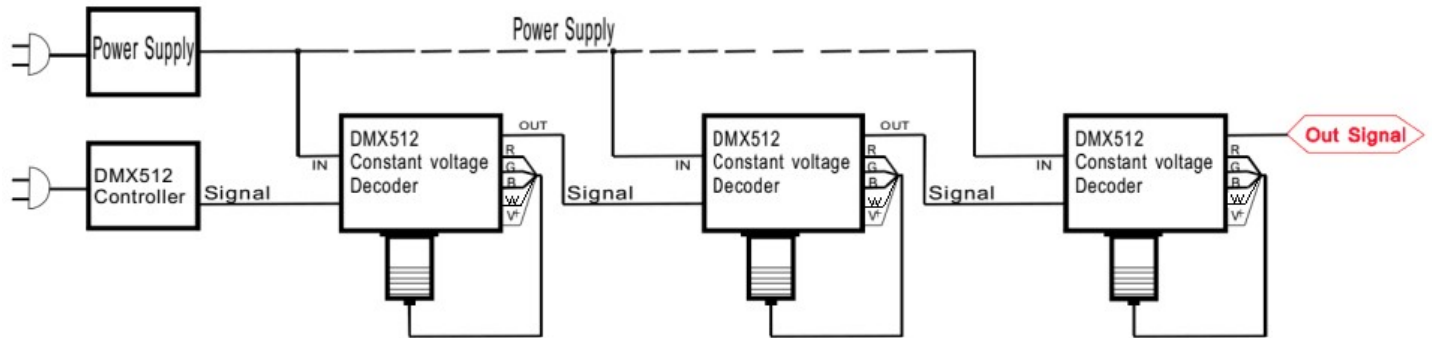 Power Supply
Power Supply
DMX512
Controller
Signal
IN
DMX512
Constant voltage
Decoder
OUT
R
G
B
W
V+
Signal
IN
DMX512
Constant voltage
Decoder
OUT
R
G
B
W
V+
Signal
IN
DMX512
Constant voltage
Decoder
R
G
B
W
V+
Out Signal